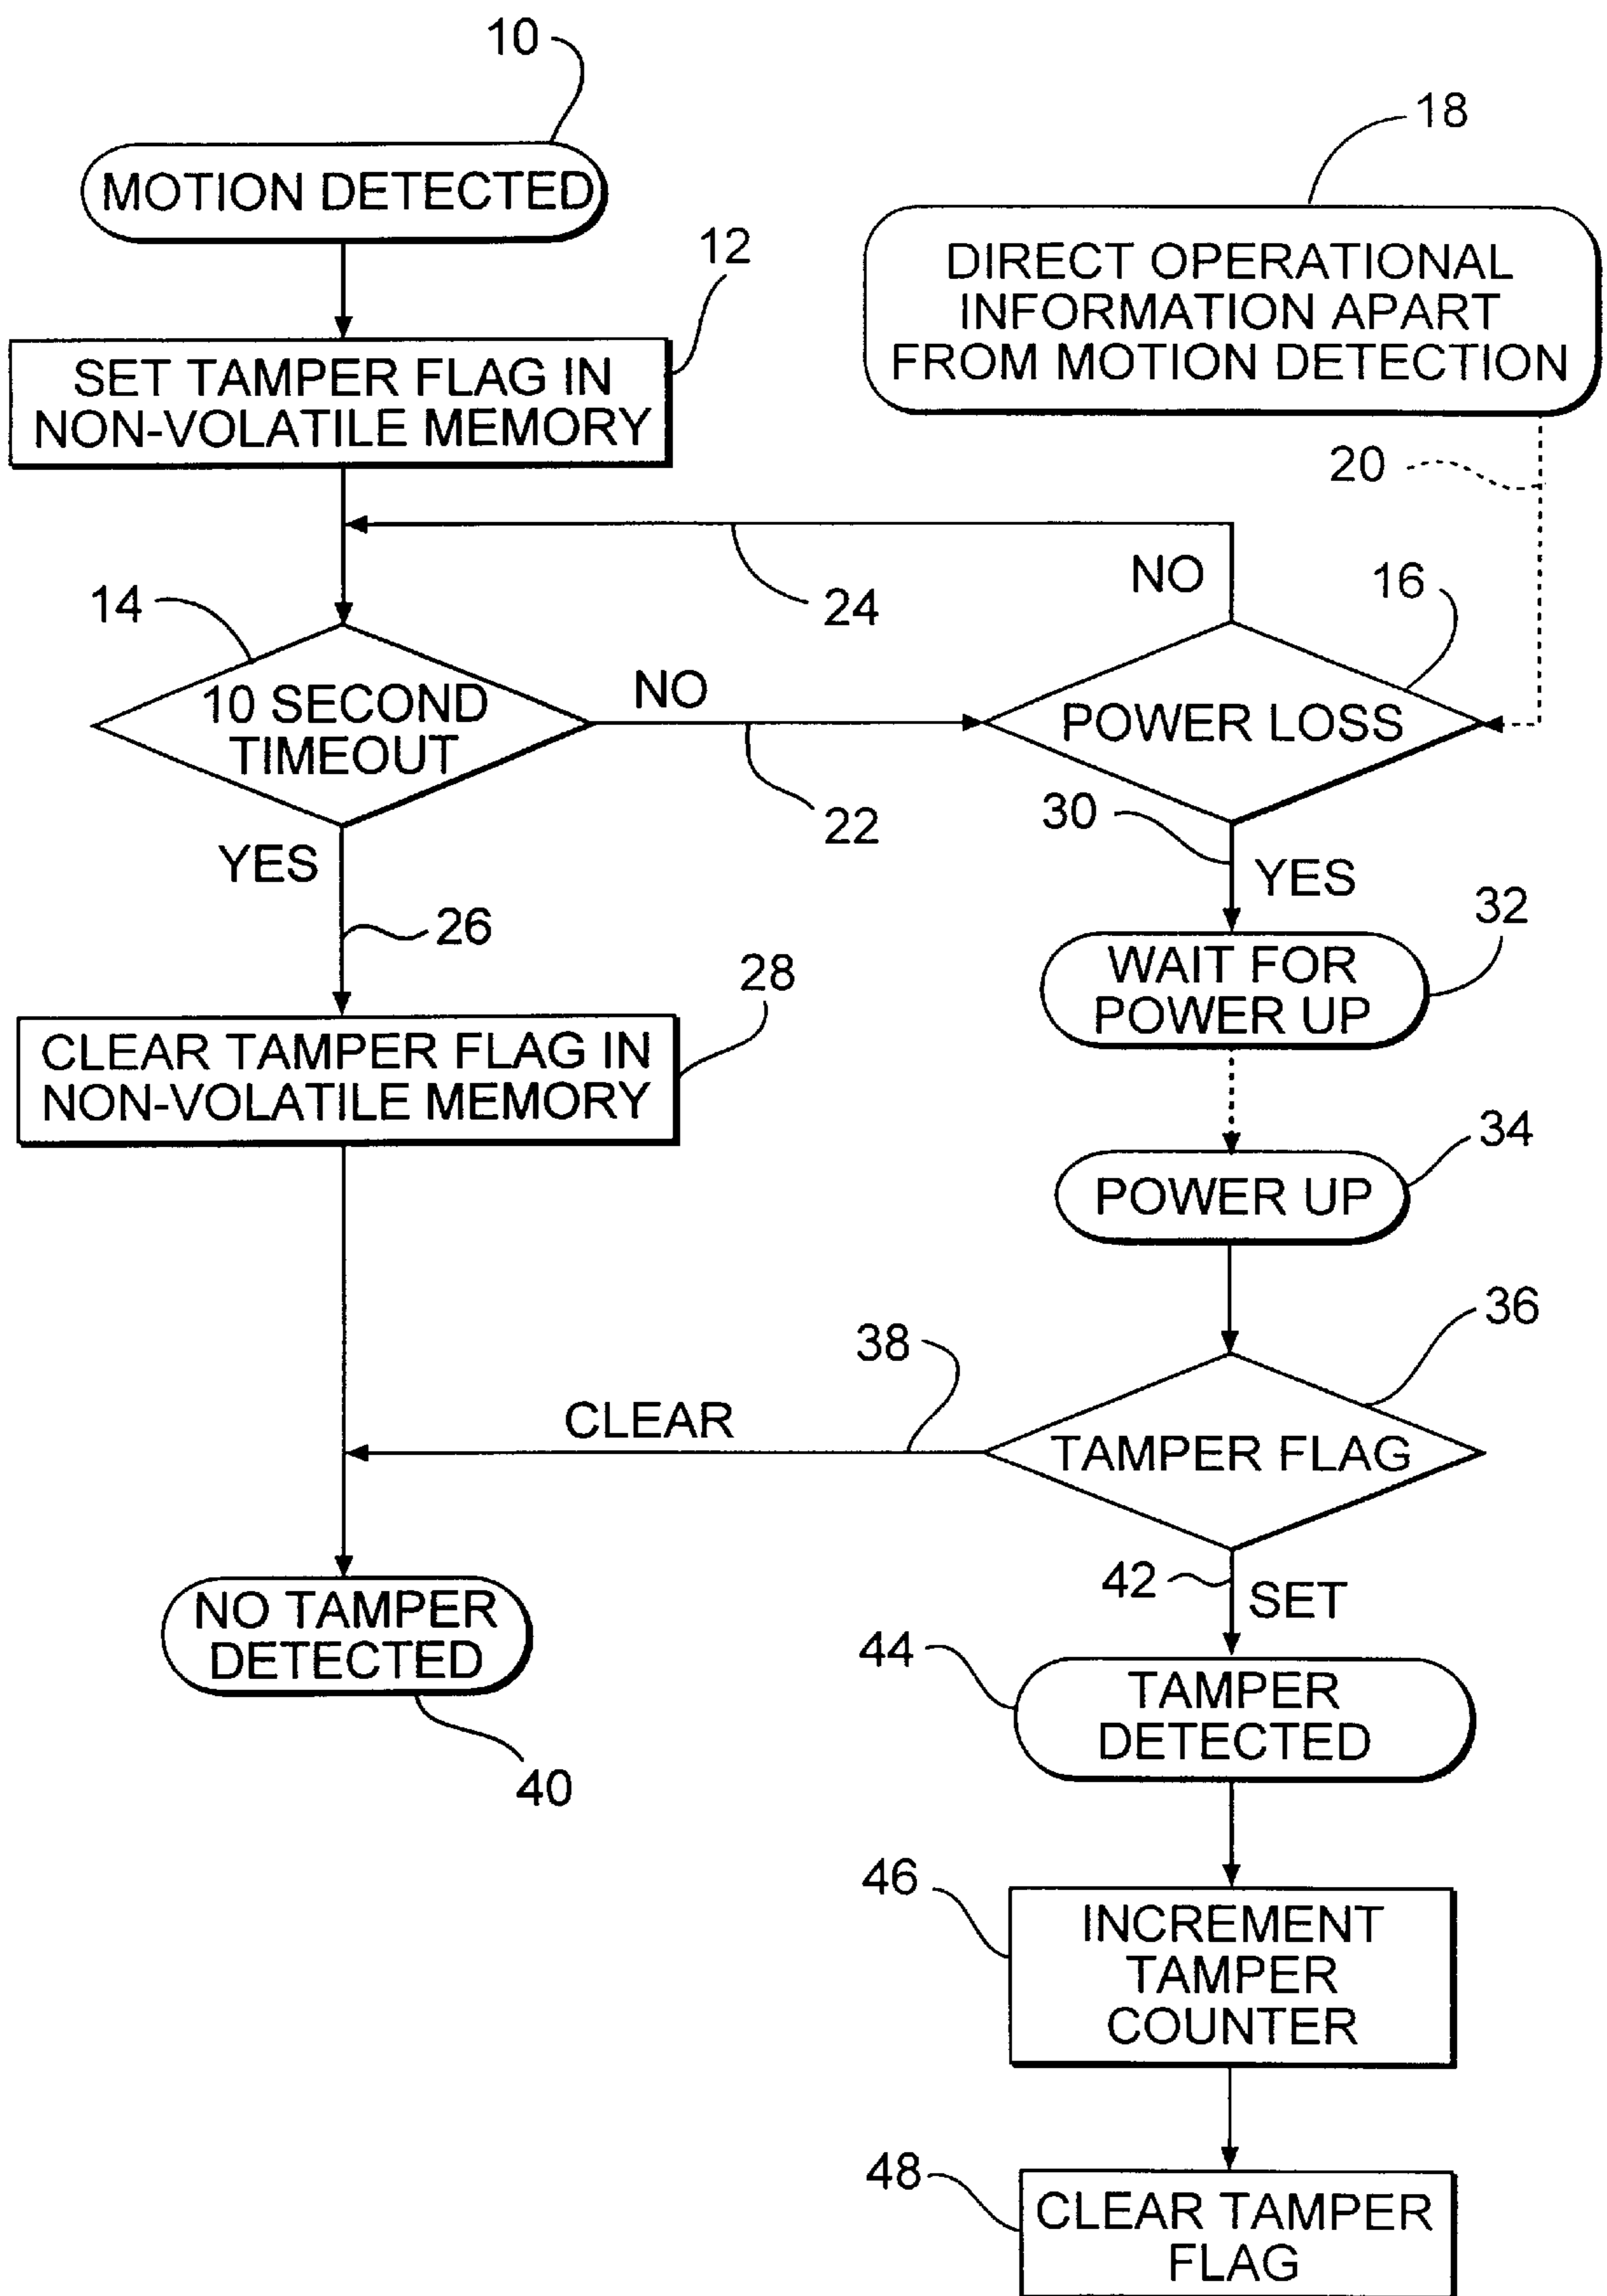 10
MOTION DETECTED
18
DIRECT OPERATIONAL
INFORMATION APART
FROM MOTION DETECTION
12
SET TAMPER FLAG IN
NON-VOLATILE MEMORY
20
24
NO
16
14
10 SECOND
TIMEOUT
NO
22
POWER LOSS
30
YES
YES
26
32
WAIT FOR
POWER UP
28
CLEAR TAMPER FLAG IN
NON-VOLATILE MEMORY
34
POWER UP
36
38
CLEAR
TAMPER FLAG
42
SET
NO TAMPER
DETECTED
40
44
TAMPER
DETECTED
46
INCREMENT
TAMPER
COUNTER
48
CLEAR TAMPER
FLAG